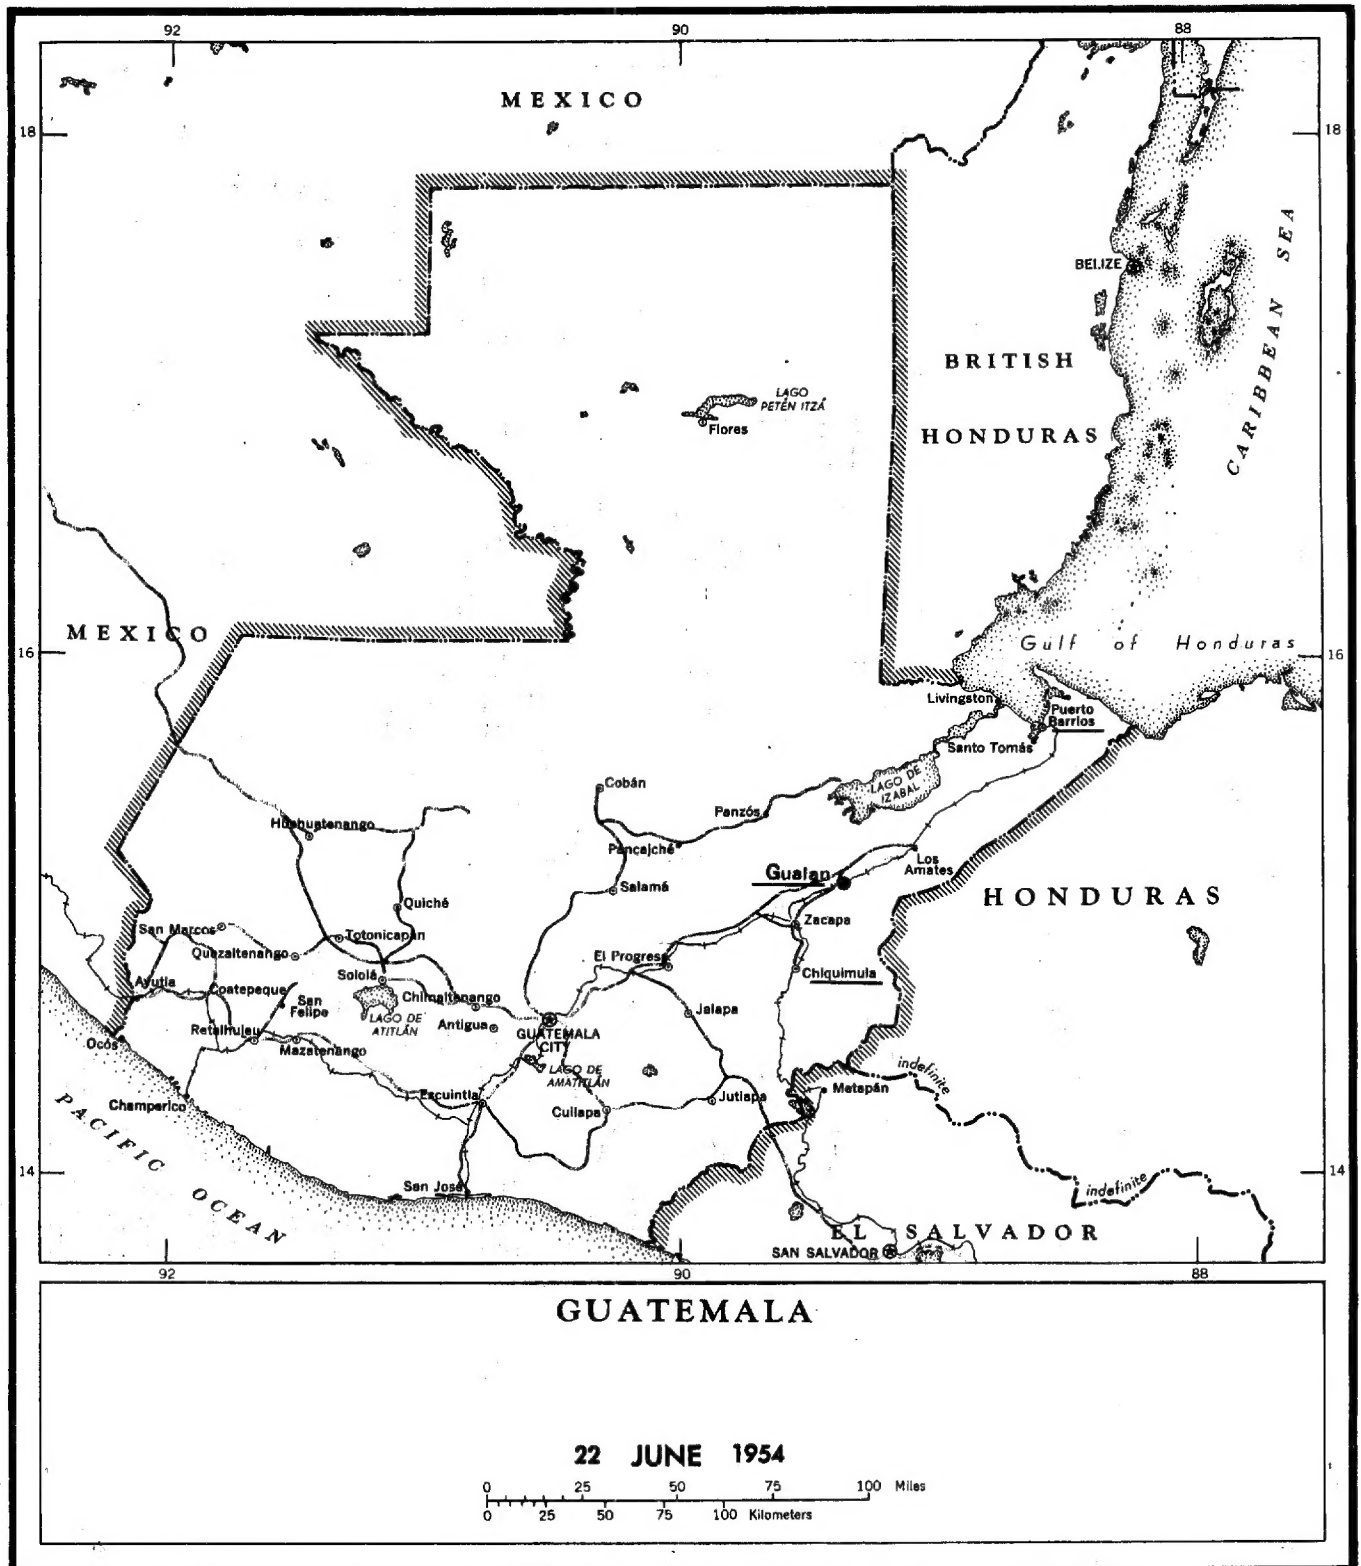 92 90 88
MEXICO
18 18
BELIZE
CARIBBEAN SEA
BRITISH
HONDURAS
LAGO
PETÉN ITZÁ
Flores
MEXICO
16 16
Gulf of Honduras
Livingston
Puerto
Barrios
Santo Tomás
LAGO DE
IZABAL
Cobán
Panzós
Huehuetenango
Pancajché
Los
Amates
Gualan
Salamá
HONDURAS
Quiché
Zacapa
San Marcos
Totonicapán
Quezaltenango
El Progreso
Sololá
Chiquimula
Ayutla
Coatepeque
San
Felipe
Chimaltenango
LAGO DE
ATITLÁN
Antigua
Jalapa
GUATEMALA
CITY
Retalhuleu
Mazatenango
Ocós
LAGO DE
AMATITLÁN
indefinite
Metapán
Escuintla
Champerico
Cuilapa
Jutiapa
PACIFIC OCEAN
14 14
San José
indefinite
EL SALVADOR
SAN SALVADOR
92 90 88
GUATEMALA
22 JUNE 1954
0 25 50 75 100 Miles
0 25 50 75 100 Kilometers